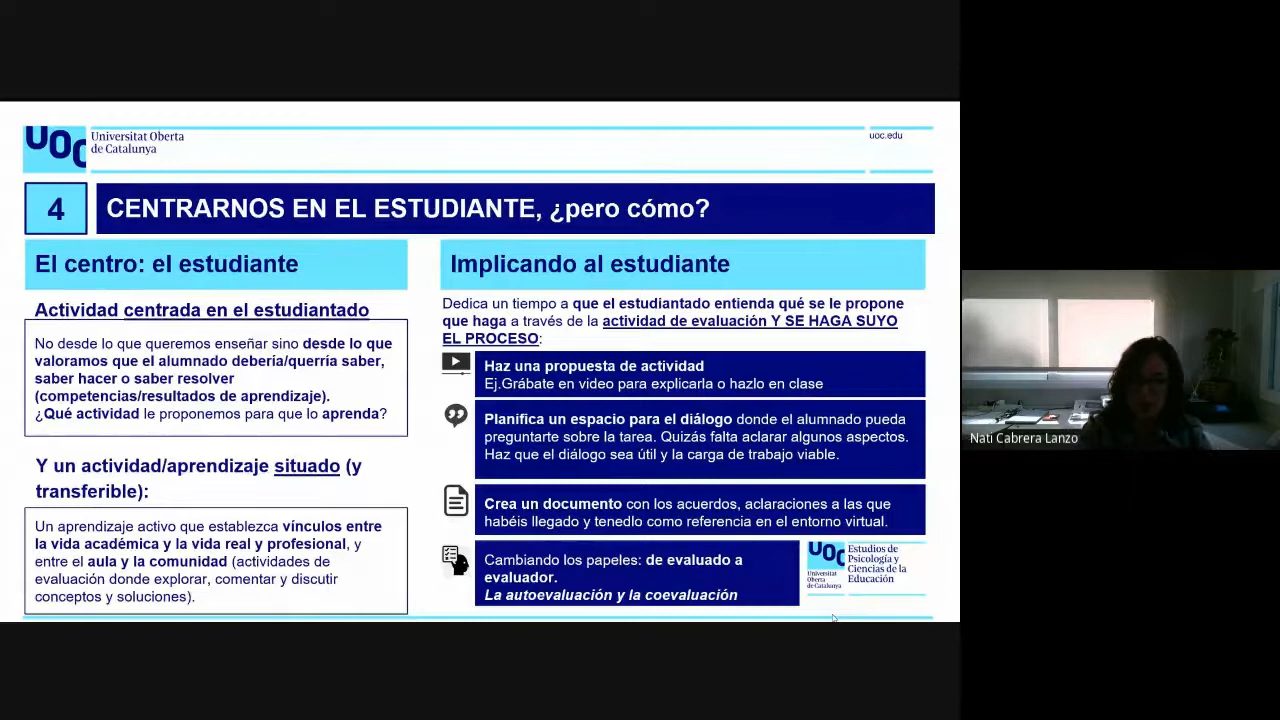 UOC
Universitat Oberta
de Catalunya
uoc.edu
4
CENTRARNOS EN EL ESTUDIANTE, ¿pero cómo?
El centro: el estudiante
Actividad centrada en el estudiantado
No desde lo que queremos enseñar sino desde lo que
valoramos que el alumnado debería/querría saber,
saber hacer o saber resolver
(competencias/resultados de aprendizaje).
¿Qué actividad le proponemos para que lo aprenda?
Y un actividad/aprendizaje situado (y
transferible):
Un aprendizaje activo que establezca vínculos entre
la vida académica y la vida real y profesional, y
entre el aula y la comunidad (actividades de
evaluación donde explorar, comentar y discutir
conceptos y soluciones).
Implicando al estudiante
Dedica un tiempo a que el estudiantado entienda qué se le propone
que haga a través de la actividad de evaluación Y SE HAGA SUYO
EL PROCESO:
Haz una propuesta de actividad
Ej.Grábate en video para explicarla o hazlo en clase
Planifica un espacio para el diálogo donde el alumnado pueda
preguntarte sobre la tarea. Quizás falta aclarar algunos aspectos.
Haz que el diálogo sea útil y la carga de trabajo viable.
Crea un documento con los acuerdos, aclaraciones a las que
habéis llegado y tenedlo como referencia en el entorno virtual.
Cambiando los papeles: de evaluado a
evaluador.
La autoevaluación y la coevaluación
UOC
Universitat
Oberta
de Catalunya
Estudios de
Psicología y
Ciencias de la
Educación
Nati Cabrera Lanzo